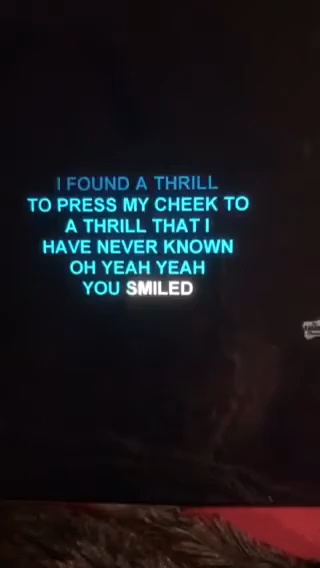 I FOUND A THRILL
TO PRESS MY CHEEK TO
A THRILL THAT I
HAVE NEVER KNOWN
OH YEAH YEAH
YOU SMILED